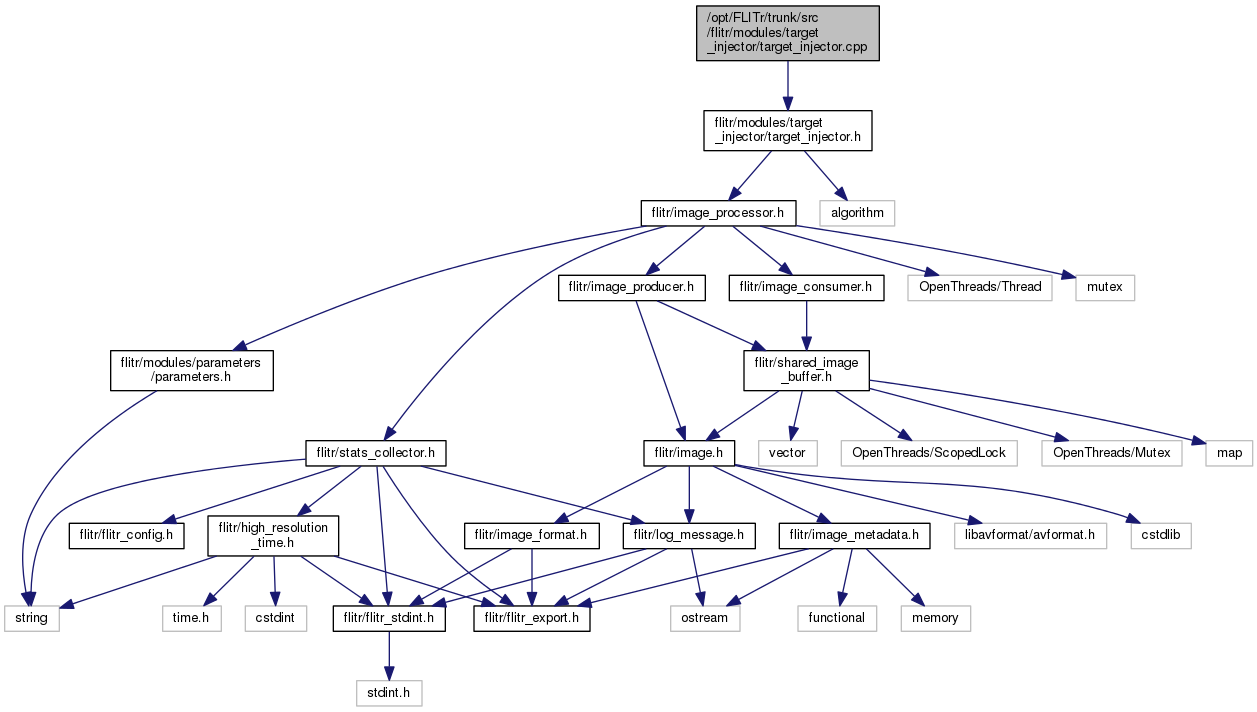 /opt/FLITr/trunk/src
/flitr/modules/target
_injector/target_injector.cpp
flitr/modules/target
_injector/target_injector.h
flitr/image_processor.h
algorithm
flitr/image_producer.h
flitr/image_consumer.h
OpenThreads/Thread
mutex
flitr/modules/parameters
/parameters.h
flitr/shared_image
_buffer.h
flitr/stats_collector.h
flitr/image.h
vector
OpenThreads/ScopedLock
OpenThreads/Mutex
map
flitr/flitr_config.h
flitr/high_resolution
_time.h
flitr/image_format.h
flitr/log_message.h
flitr/image_metadata.h
libavformat/avformat.h
cstdlib
string
time.h
cstdint
flitr/flitr_stdint.h
flitr/flitr_export.h
ostream
functional
memory
stdint.h